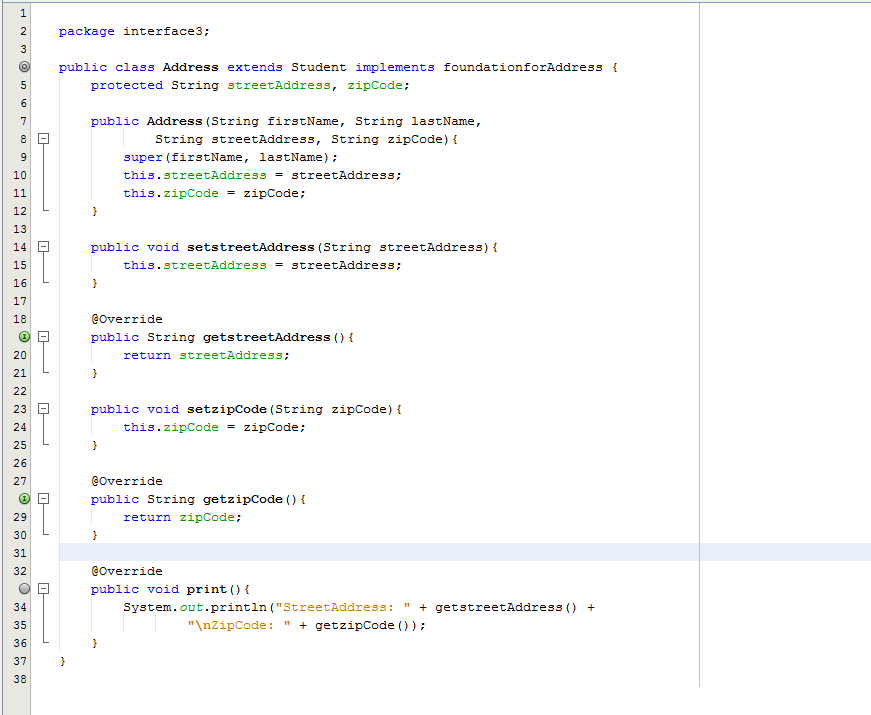 1
2 package interface3;
3
public class Address extends Student implements foundationforAddress {
5 protected String streetAddress, zipCode;
6
7 public Address(String firstName, String lastName,
8 String streetAddress, String zipCode){
9 super(firstName, lastName);
10 this.streetAddress = streetAddress;
11 this.zipCode = zipCode;
12 }
13
14 public void setstreetAddress(String streetAddress){
15 this.streetAddress = streetAddress;
16 }
17
18 @Override
public String getstreetAddress(){
20 return streetAddress;
21 }
22
23 public void setzipCode(String zipCode){
24 this.zipCode = zipCode;
25 }
26
27 @Override
public String getzipCode(){
29 return zipCode;
30 }
31
32 @Override
public void print(){
34 System.out.println("StreetAddress: " + getstreetAddress() +
35 "\nZipCode: " + getzipCode());
36 }
37 }
38